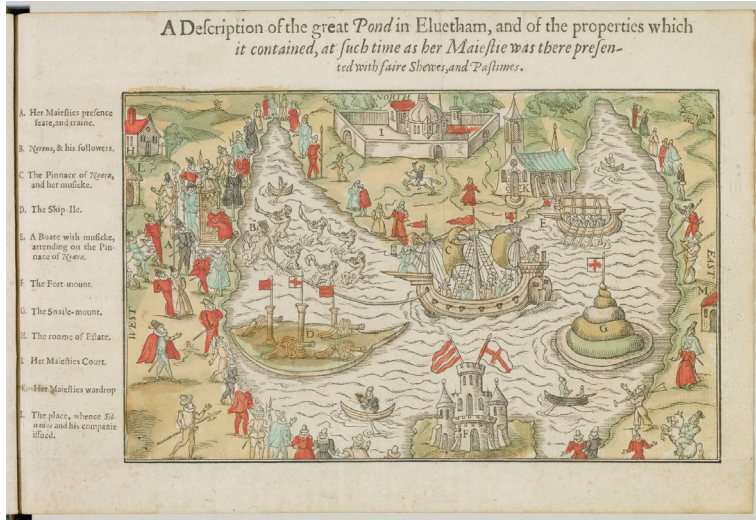 A Deſcription of the great Pond in Eluetham, and of the properties which
it contained, at ſuch time as her Maieſtie was there preſen-
ted with faire Shewes, and Paſtimes.
A. Her Maieſties preſence
ſeate, and traine.
B. Nereus, & his followers.
C The Pinnace of Neæra,
and her muſicke.
D. The Ship-Ile.
E. A Boate with muſicke,
attending on the Pin-
nace of Neæra.
F. The Fort-mount.
G. The Snaile-mount.
H. The roome of Eſtate.
I. Her Maieſties Court.
K. Her Maieſties wardrop
L. The place, whence Sil-
uanus and his companie
iſſued.
NORTH
I
K
E
B
C
A
EAST
M
WEST
D
G
F